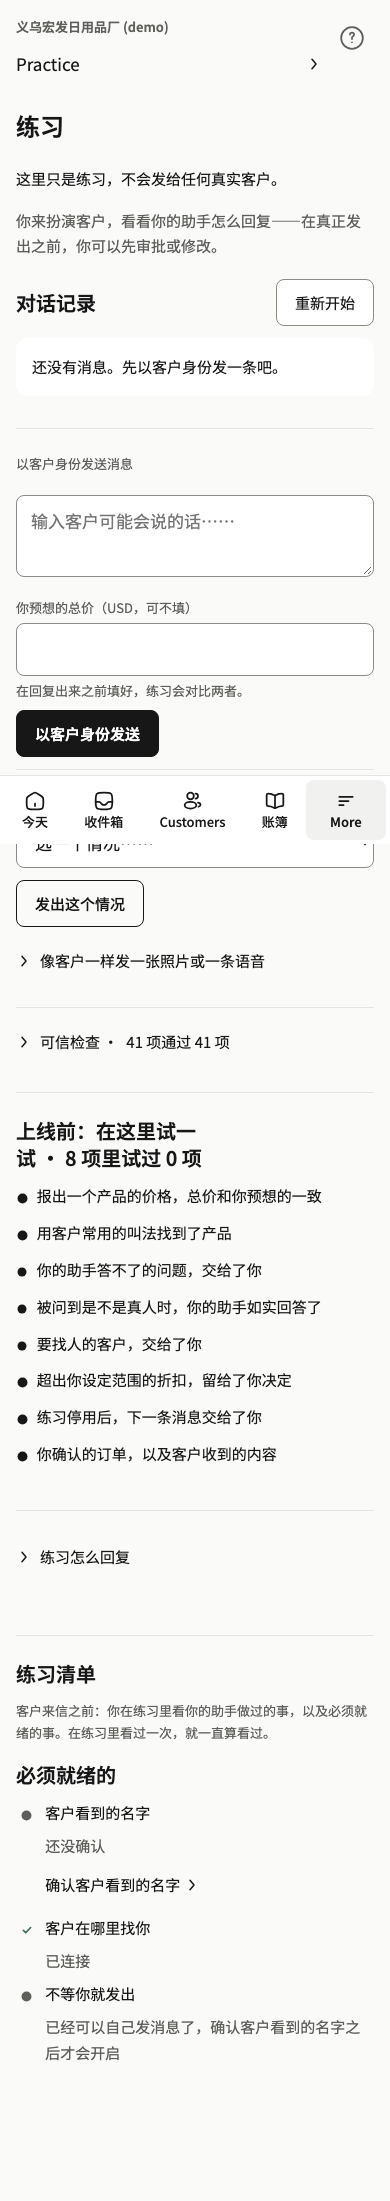 义乌宏发日用品厂 (demo)
Practice
练习
这里只是练习，不会发给任何真实客户。
你来扮演客户，看看你的助手怎么回复——在真正发
出之前，你可以先审批或修改。
对话记录
重新开始
还没有消息。先以客户身份发一条吧。
以客户身份发送消息
输入客户可能会说的话……
你预想的总价（USD，可不填）
在回复出来之前填好，练习会对比两者。
以客户身份发送
今天
收件箱
Customers
账簿
More
选一个情况……
发出这个情况
像客户一样发一张照片或一条语音
可信检查 · 41 项通过 41 项
上线前：在这里试一
试 · 8 项里试过 0 项
报出一个产品的价格，总价和你预想的一致
用客户常用的叫法找到了产品
你的助手答不了的问题，交给了你
被问到是不是真人时，你的助手如实回答了
要找人的客户，交给了你
超出你设定范围的折扣，留给了你决定
练习停用后，下一条消息交给了你
你确认的订单，以及客户收到的内容
练习怎么回复
练习清单
客户来信之前：你在练习里看你的助手做过的事，以及必须就
绪的事。在练习里看过一次，就一直算看过。
必须就绪的
客户看到的名字
还没确认
确认客户看到的名字
客户在哪里找你
已连接
不等你就发出
已经可以自己发消息了，确认客户看到的名字之
后才会开启